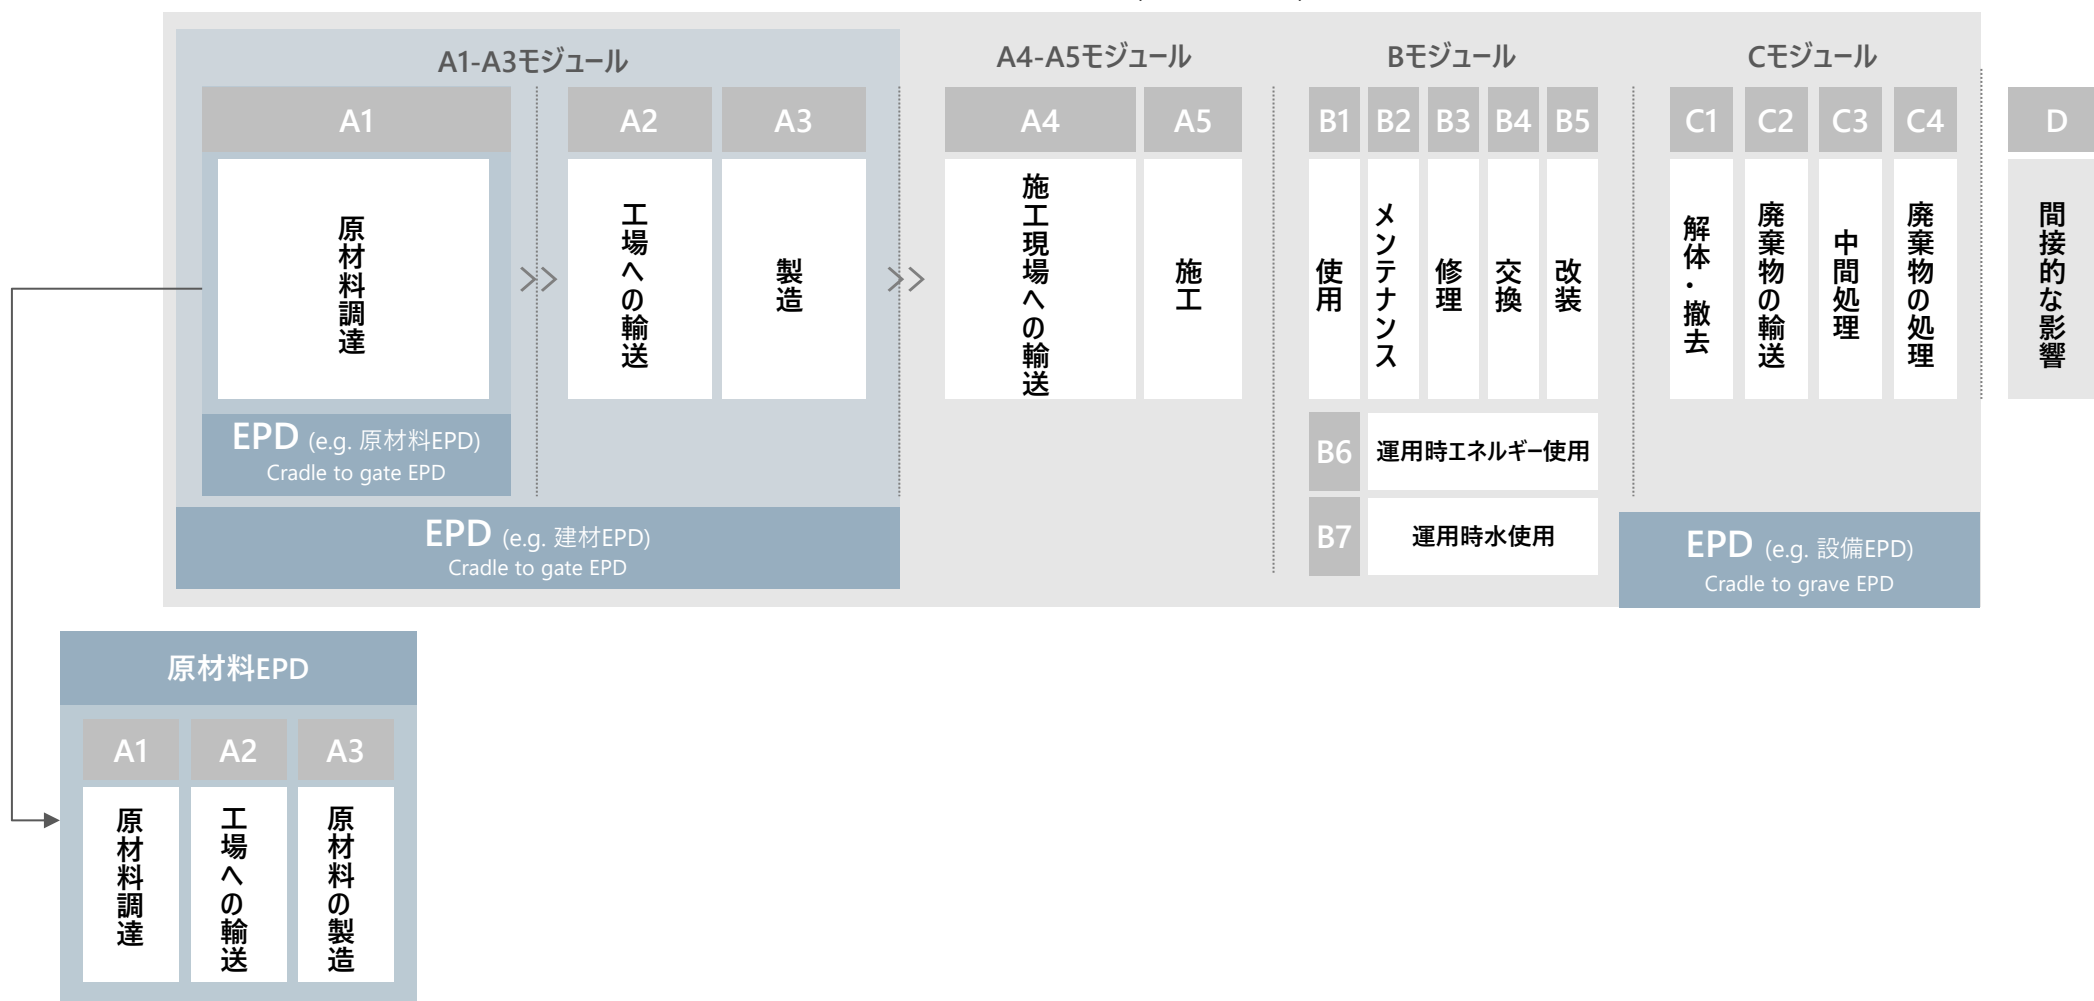 A1-A3モジュール
A4-A5モジュール
Bモジュール
Cモジュール
A1
A2
A3
A4
A5
B1
B2
B3
B4
B5
C1
C2
C3
C4
D
原材料調達
工場への輸送
製造
施工現場への輸送
施工
使用
メンテナンス
修理
交換
改装
解体・撤去
廃棄物の輸送
中間処理
廃棄物の処理
間接的な影響
>>
>>
EPD (e.g. 原材料EPD)
Cradle to gate EPD
B6
運用時エネルギー使用
B7
運用時水使用
EPD (e.g. 建材EPD)
Cradle to gate EPD
EPD (e.g. 設備EPD)
Cradle to grave EPD
原材料EPD
A1
A2
A3
原材料調達
工場への輸送
原材料の製造